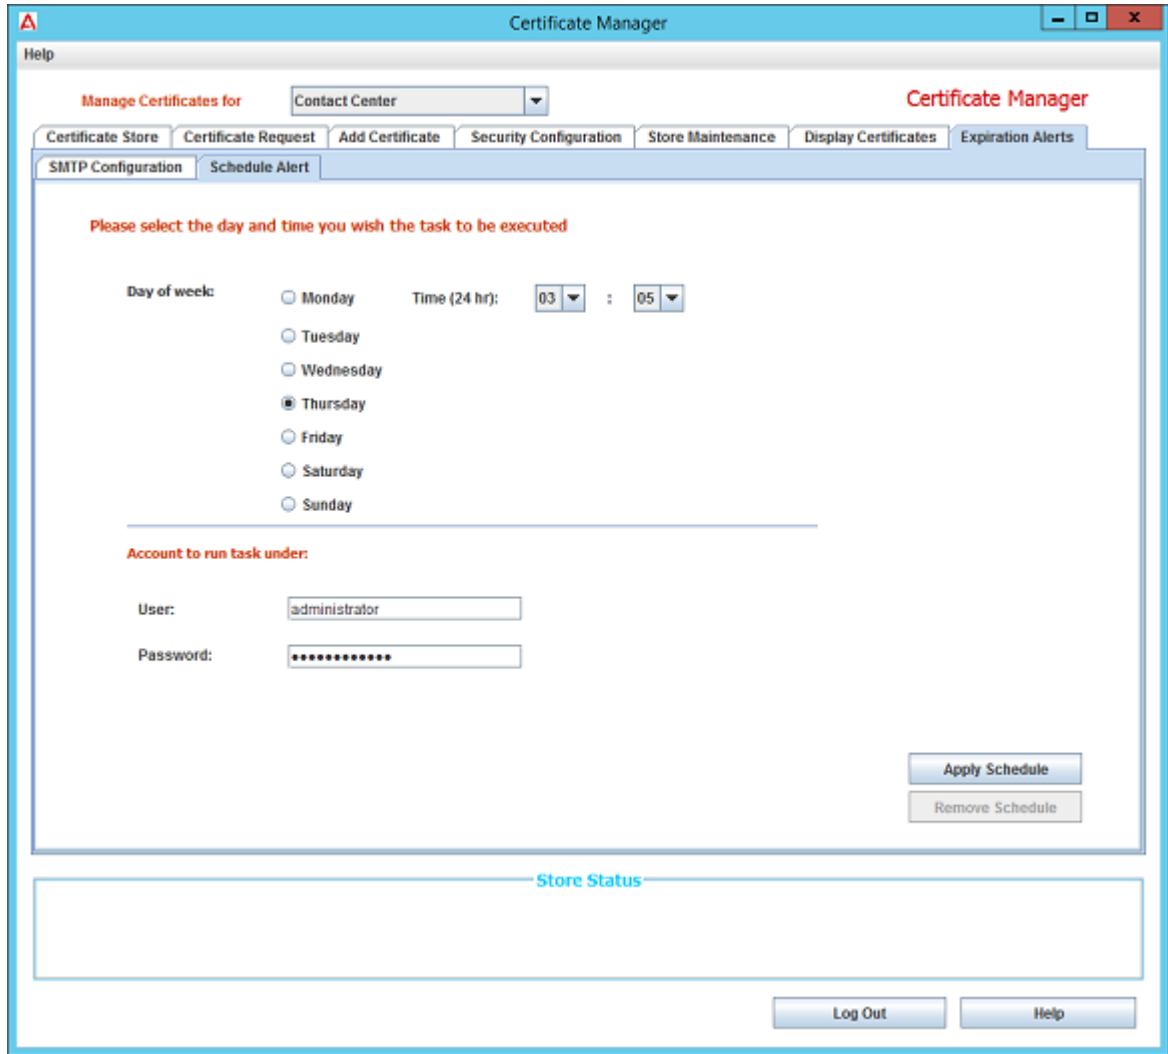 Certificate Manager
Help
Manage Certificates for Contact Center Certificate Manager
Certificate Store Certificate Request Add Certificate Security Configuration Store Maintenance Display Certificates Expiration Alerts
SMTP Configuration Schedule Alert
Please select the day and time you wish the task to be executed
Day of week: Monday Time (24 hr): 03 : 05
Tuesday
Wednesday
Thursday
Friday
Saturday
Sunday
Account to run task under:
User: administrator
Password: ••••••••••••
Apply Schedule
Remove Schedule
Store Status
Log Out Help